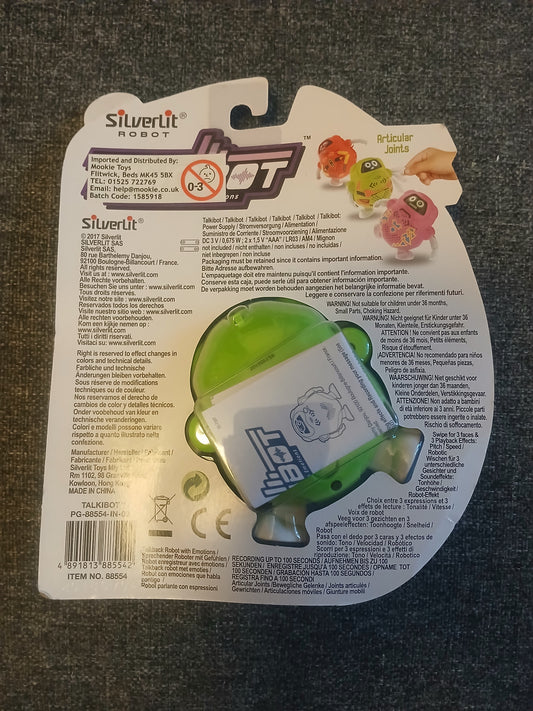 Silverlit®
ROBOT
BOT™
Articular
Joints
Imported and Distributed By:
Mookie Toys
Flitwick, Beds MK45 5BX
TEL: 01525 722769
Email: help@mookie.co.uk
Batch Code: 1585918
0-3
Silverlit®
© 2017 Silverlit
SILVERLIT SAS
SILVERLIT SAS,
80 rue Barthelemy Danjou,
92100 Boulogne-Billancourt / France.
All rights reserved.
Visit us at : www.silverlit.com
Alle Rechte vorbehalten.
Besuchen Sie uns unter : www.silverlit.com
Tous droits réservés.
Visitez notre site : www.silverlit.com
Reservados todos los derechos
Visite nuestro sitio web : www.silverlit.com
Alle rechten voorbehouden.
Kom een kijkje nemen op
: www.silverlit.com
Tutti i diritti riservati.
Visitaci su: www.silverlit.com
Right is reserved to effect changes in
colors and technical details.
Farbliche und technische
Änderungen bleiben vorbehalten.
Sous réserve de modifications
techniques ou de couleur.
Nos reservamos el derecho de
cambios de color y detalles técnicos.
Onder voorbehoud van kleur en
technische veranderingen.
Colori e modelli possono variare
rispetto a quanto illustrato nella
confezione.
Manufacturer / Hersteller / Fabricant /
Fabricante / Fabrikant
Silverlit Toys
Rm 1102, 98 Gran
Kowloon, Hong Kong
MADE IN CHINA
TALKIBOT
PG-88554-IN-0
4 891813 885542
ITEM NO. 88554
Talkibot / Talkibot / Talkibot / Talkibot / Talkibot / Talkibot:
Power Supply / Stromversorgung / Alimentation /
Suministro de Corriente / Stroomvoorziening / Alimentazione
DC 3 V / 0,675 W ; 2 x 1,5 V "AAA" / LR03 / AM4 / Mignon
not included / nicht enthalten / non incluses / no incluidas /
niet inbegrepen / non incluse
Packaging must be retained since it contains important information.
Bitte Adresse aufbewahren.
L'empaquetage doit etre maintenu puisqu'il contient l'information importante.
Conserve esta caja, puede serle útil para obtener información importante.
De verpakking moet worden behouden aangezien het belangrijke informatie bevat.
Leggere e conservare la confezione per riferimenti futuri.
WARNING! Not suitable for children under 36 months,
Small Parts, Choking Hazard.
WARNUNG! Nicht geeignet für Kinder unter 36
Monaten, Kleinteile, Erstickungsgefahr.
ATTENTION ! Ne convient pas aux enfants
de moins de 36 mois. Petits éléments,
Risque d'étouffement.
¡ADVERTENCIA! No recomendado para niños
menores de 36 meses, Pequeñas piezas,
Peligro de asfixia.
WAARSCHUWING! Niet geschikt voor
kinderen jonger dan 36 maanden,
Kleine Onderdelen, Verstikkingsgevaar.
ATTENZIONE! Non adatto a bambini
di età inferiore ai 3 anni. Piccole parti
potrebbero essere ingerite o inalate.
Rischio di soffocamento.
Swipe for 3 faces &
3 Playback Effects:
Pitch / Speed /
Robotic
Wischen für 3
unterschiedliche
Gesichter und
Soundeffekte:
Tonhöhe /
Geschwindigkeit /
Robot-Effekt
Choix entre 3 expressions et 3
effets de lecture : Tonalité / Vitesse /
Voix de robot
Veeg voor 3 gezichten en 3
afspeeleffecten: Toonhoogte / Snelheid /
Robot
Pasa con el dedo por 3 caras y 3 efectos
de sonido: Tono / Velocidad / Robótico
Scorri per 3 espressioni e 3 effetti di
riproduzione: Tono / Velocità / Robotico
CE
BOT
Talkback Robot with Emotions /
Sprechender Roboter mit Gefühlen /
Robot enregistreur avec émotions /
Talkback robot met emoties /
Robot con emociones que habla
contigo /
Robot parlante con espressioni
RECORDING UP TO 100 SECONDS / AUFNEHMEN BIS ZU 100
SEKUNDEN / ENREGISTRE JUSQU'À 100 SECONDES / OPNAME TOT
100 SECONDEN / GRABACIÓN HASTA 100 SEGUNDOS /
REGISTRA FINO A 100 SECONDI
Articular Joints /Bewegliche Gelenke / Joints articulés /
Gewrichten / Articulaciones móviles / Giunture mobili